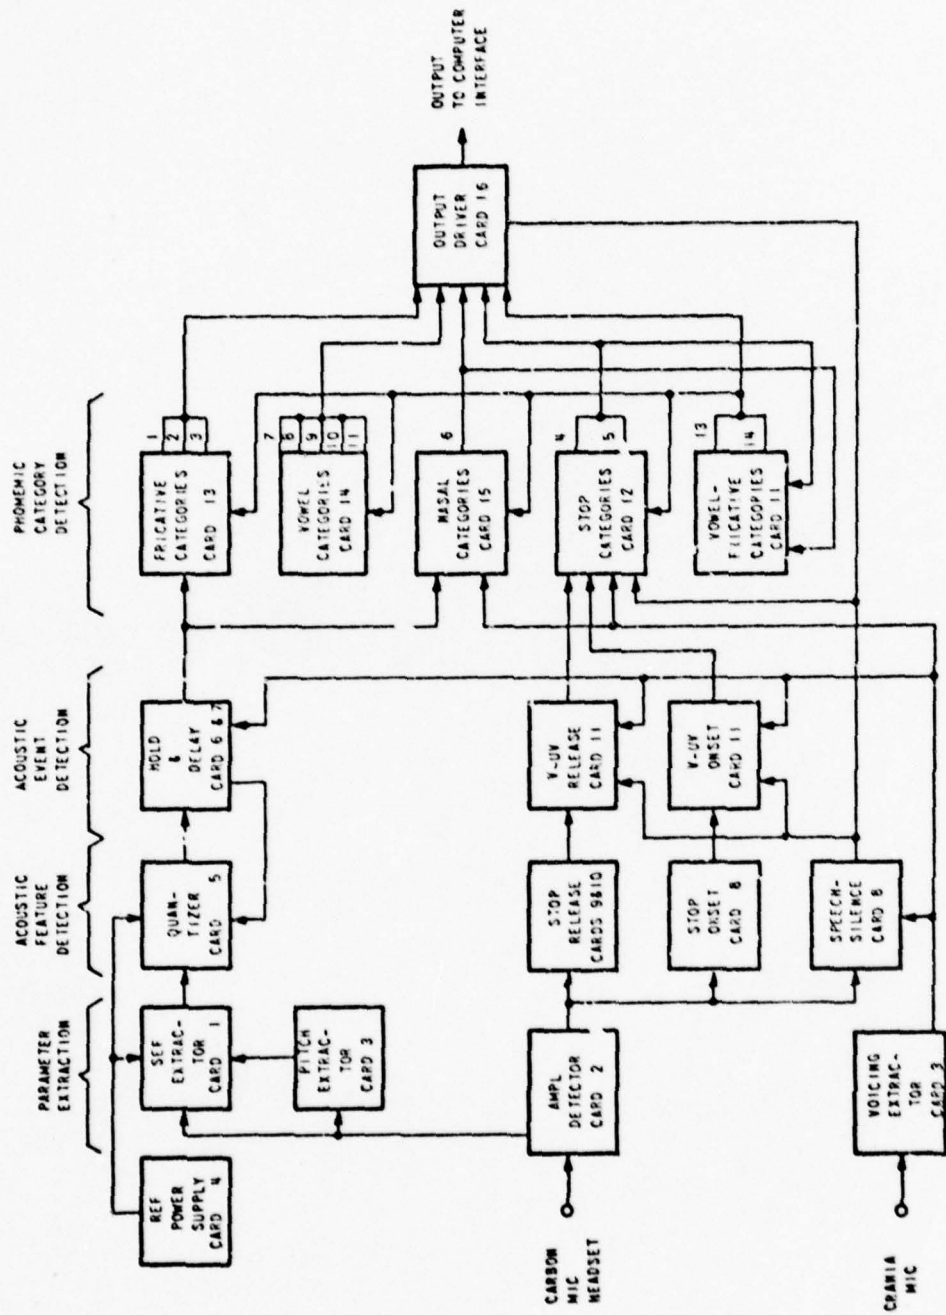 PARAMETER
EXTRACTION
ACOUSTIC
FEATURE
DETECTION
ACOUSTIC
EVENT
DETECTION
PHONEMIC
CATEGORY
DETECTION
REF
POWER
SUPPLY
CARD 4
SEF
EXTRAC-
TOR
CARD 1
QUAN-
TIZER
CARD 5
HOLD
&
DELAY
CARD 6 & 7
FRICATIVE
CATEGORIES
CARD 13
1
2
3
PITCH
EXTRAC-
TOR
CARD 3
VOWEL
CATEGORIES
CARD 14
7
8
9
10
11
NASAL
CATEGORIES
CARD 15
6
OUTPUT
DRIVER
CARD 16
OUTPUT
TO COMPUTER
INTERFACE
CARBON
MIC
HEADSET
AMPL
DETECTOR
CARD 2
STOP
RELEASE
CARDS 9&10
V-UV
RELEASE
CARD 11
STOP
CATEGORIES
CARD 12
4
5
STOP
ONSET
CARD 8
V-UV
ONSET
CARD 11
VOWEL-
FRICATIVE
CATEGORIES
CARD 11
13
14
SPEECH-
SILENCE
CARD 8
CRANIA
MIC
VOICING
EXTRAC-
TOR
CARD 3